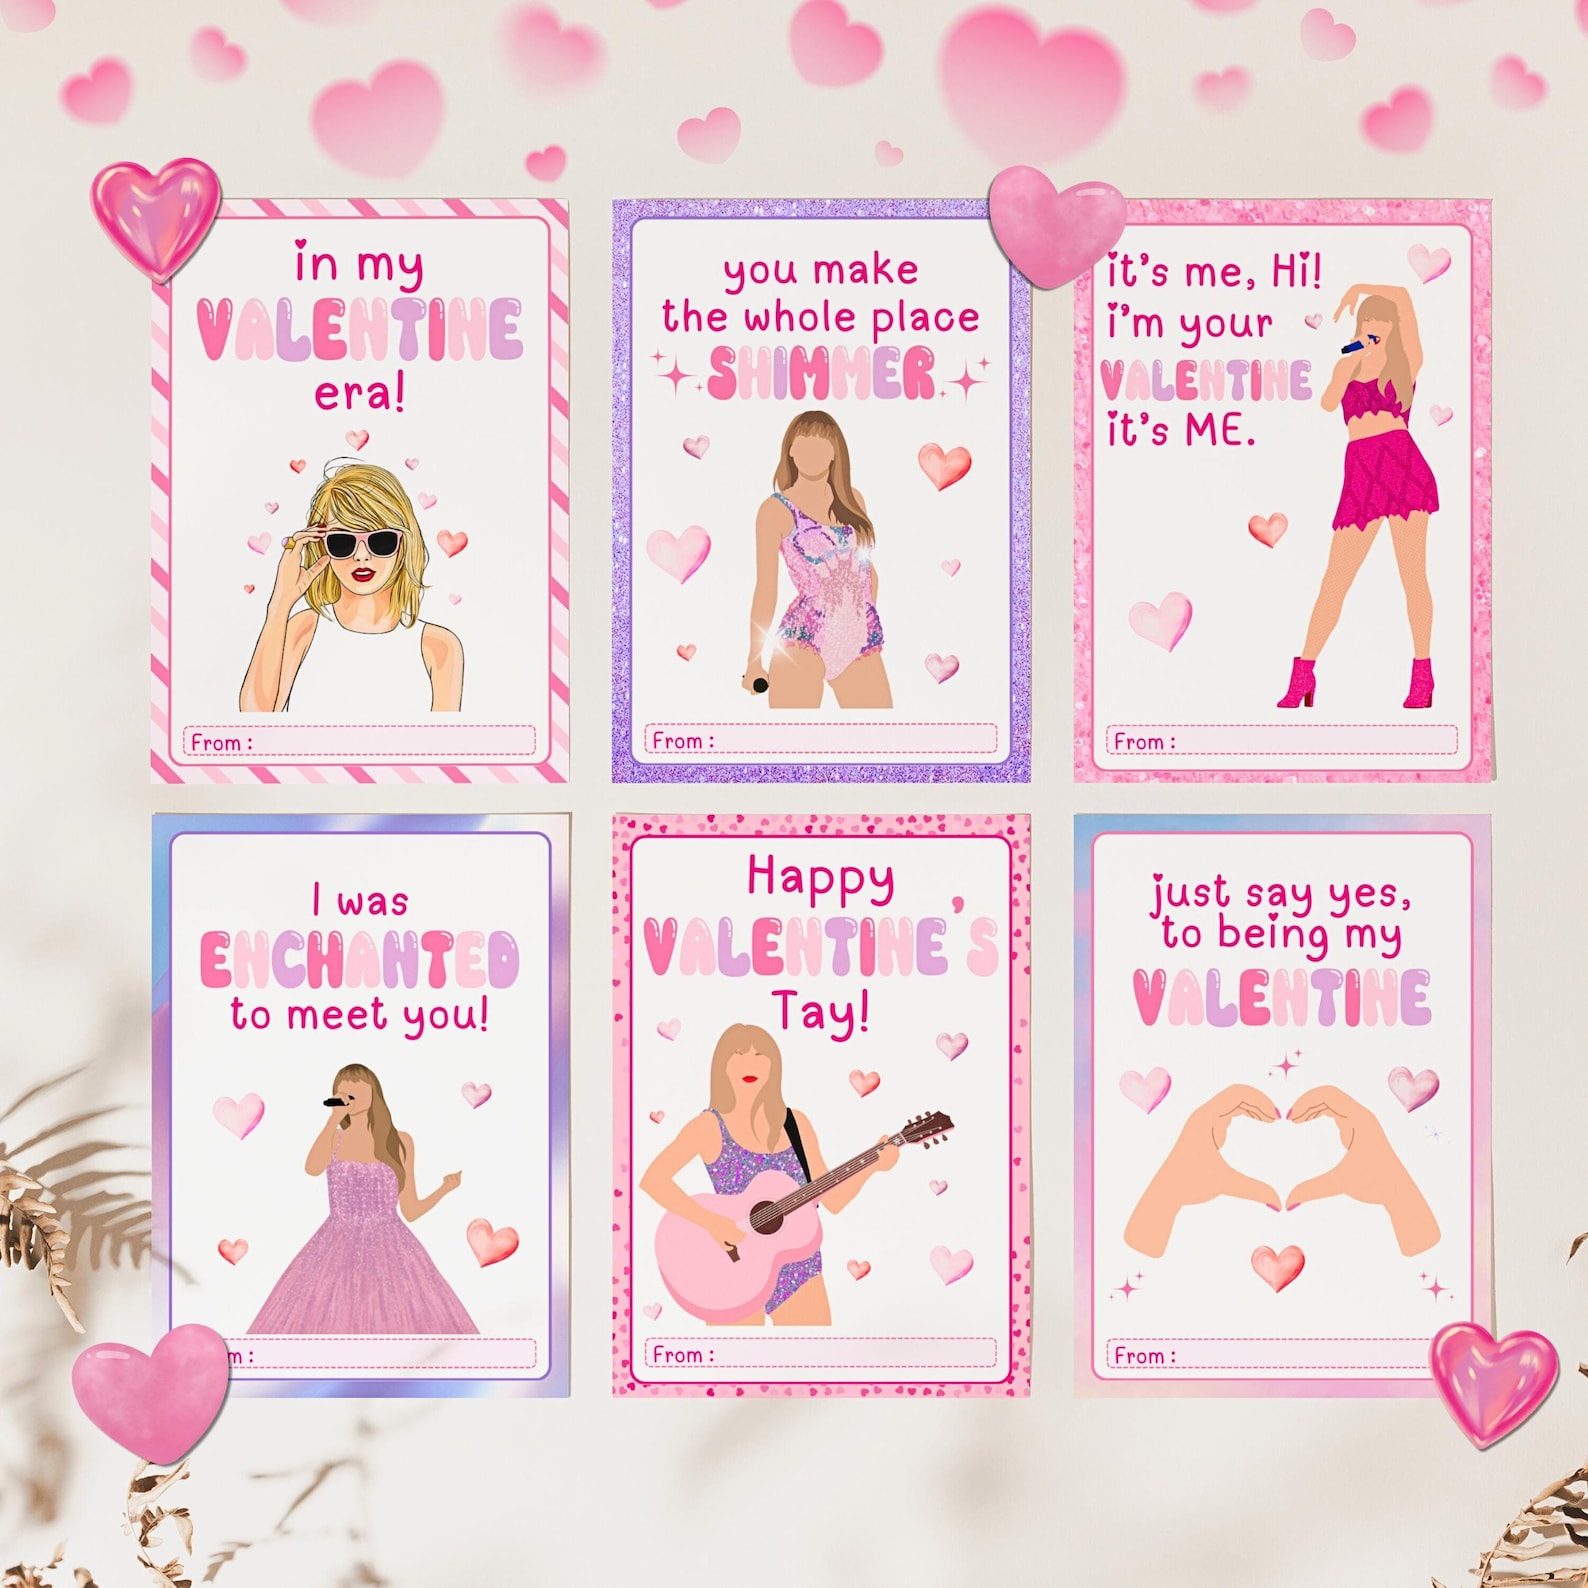 in my
VALENTINE
era!
From :
you make
the whole place
SHIMMER
From :
it's me, Hi!
i'm your
VALENTINE
it's ME.
From :
I was
ENCHANTED
to meet you!
m :
Happy
VALENTINE'S
Tay!
From :
just say yes,
to being my
VALENTINE
From :